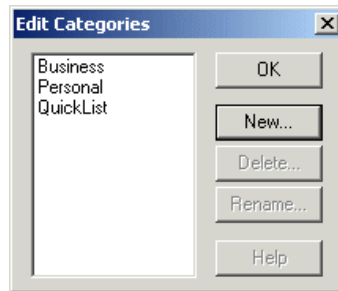 Edit Categories
Business
Personal
QuickList
OK
New...
Delete...
Rename...
Help